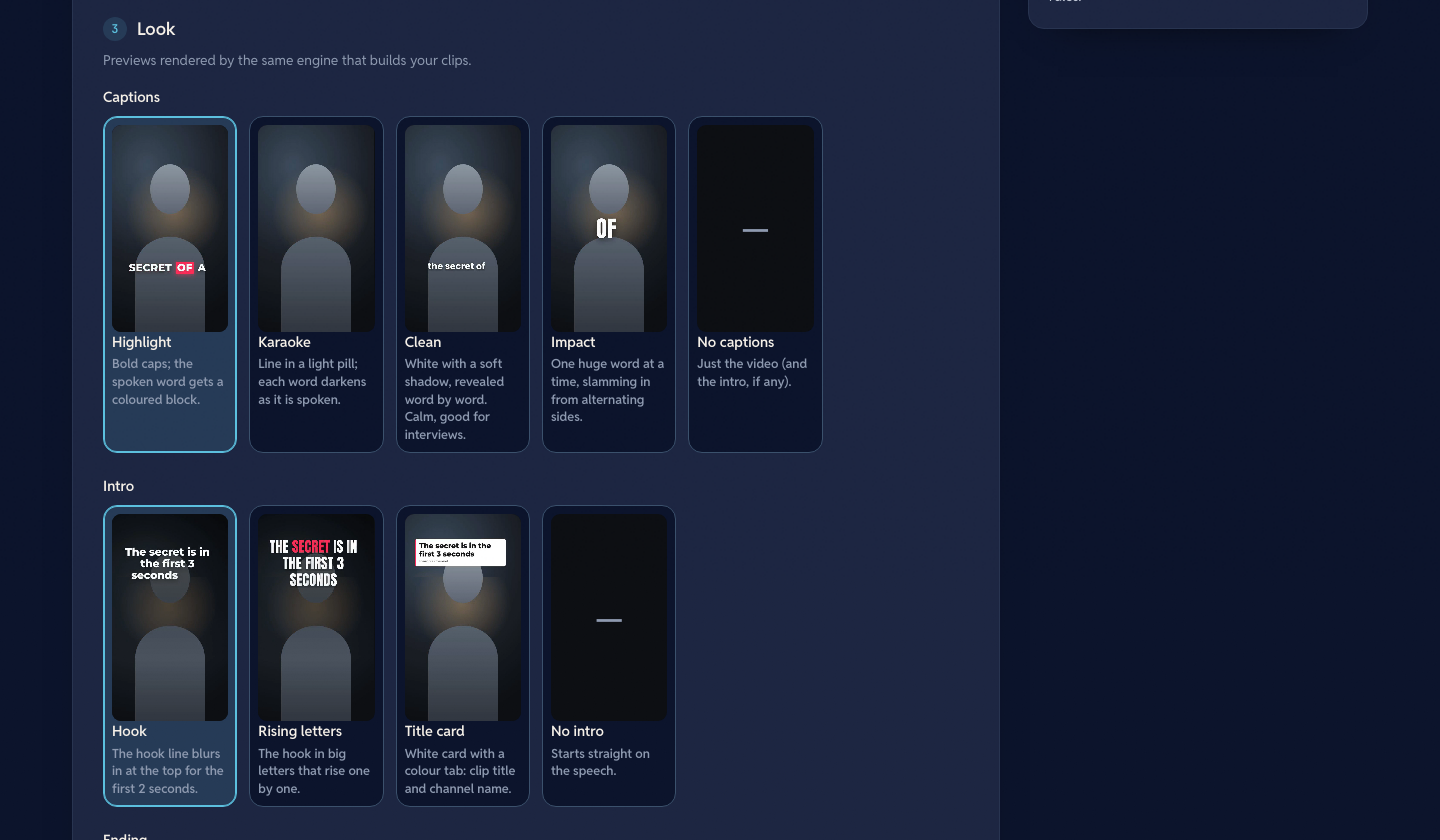 3 Look
Previews rendered by the same engine that builds your clips.
Captions
SECRET OF A
the secret of
OF
Highlight
Bold caps; the
spoken word gets a
coloured block.
Karaoke
Line in a light pill;
each word darkens
as it is spoken.
Clean
White with a soft
shadow, revealed
word by word.
Calm, good for
interviews.
Impact
One huge word at a
time, slamming in
from alternating
sides.
No captions
Just the video (and
the intro, if any).
Intro
The secret is in
the first 3
seconds
THE SECRET IS IN
THE FIRST 3
SECONDS
The secret is in the
first 3 seconds
Hook
The hook line blurs
in at the top for the
first 2 seconds.
Rising letters
The hook in big
letters that rise one
by one.
Title card
White card with a
colour tab: clip title
and channel name.
No intro
Starts straight on
the speech.
Ending